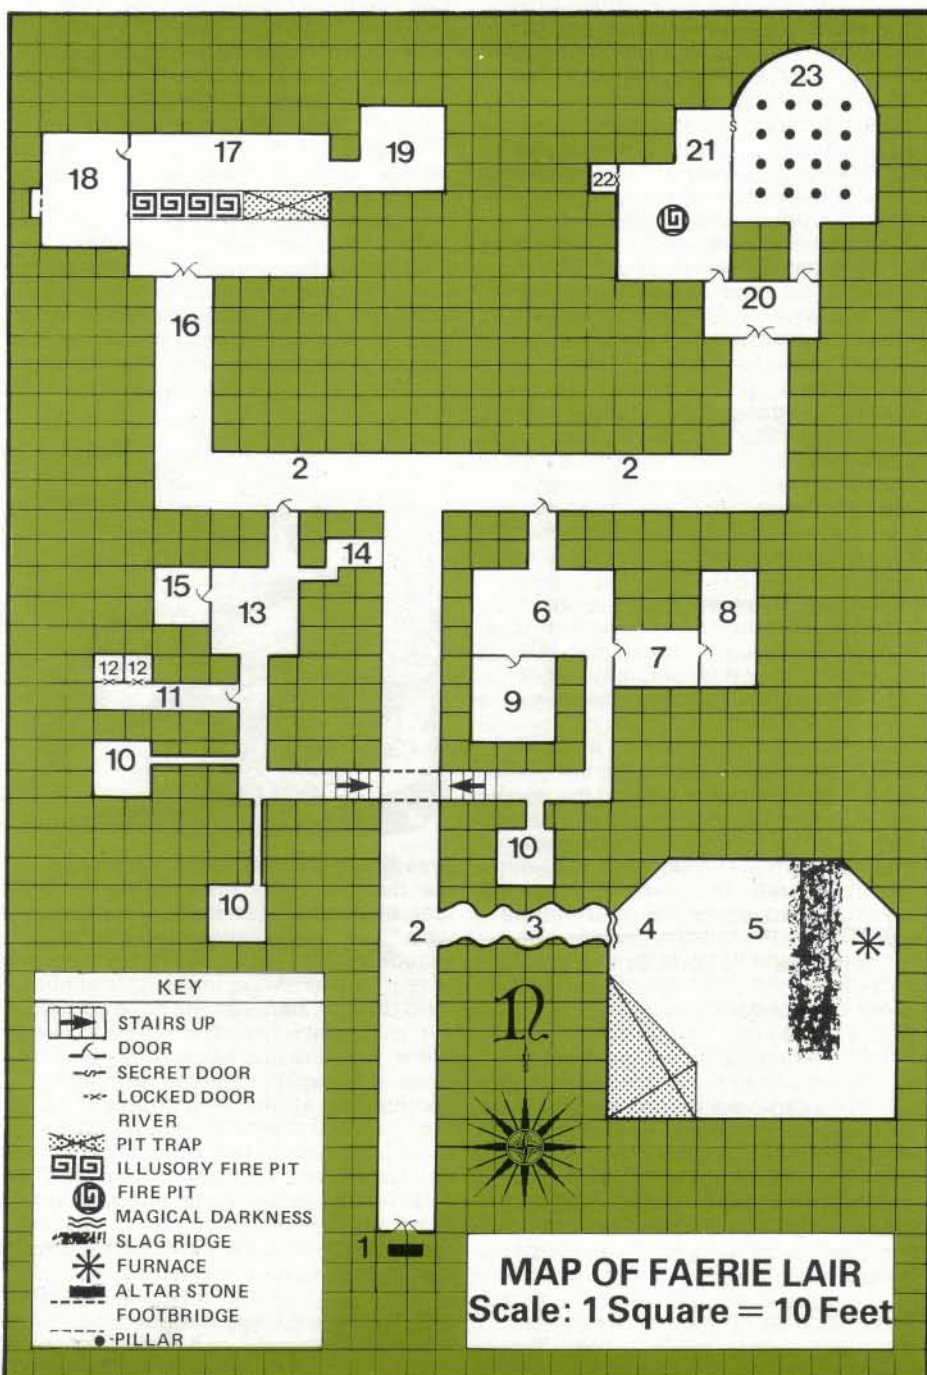 23
17
19
18
21
22
20
16
2
2
14
15
13
6
8
7
12
12
11
9
10
10
10
2
3
4
5
n
KEY
STAIRS UP
DOOR
SECRET DOOR
LOCKED DOOR
RIVER
PIT TRAP
ILLUSORY FIRE PIT
FIRE PIT
MAGICAL DARKNESS
SLAG RIDGE
FURNACE
ALTAR STONE
FOOTBRIDGE
PILLAR
1
MAP OF FAERIE LAIR
Scale: 1 Square = 10 Feet